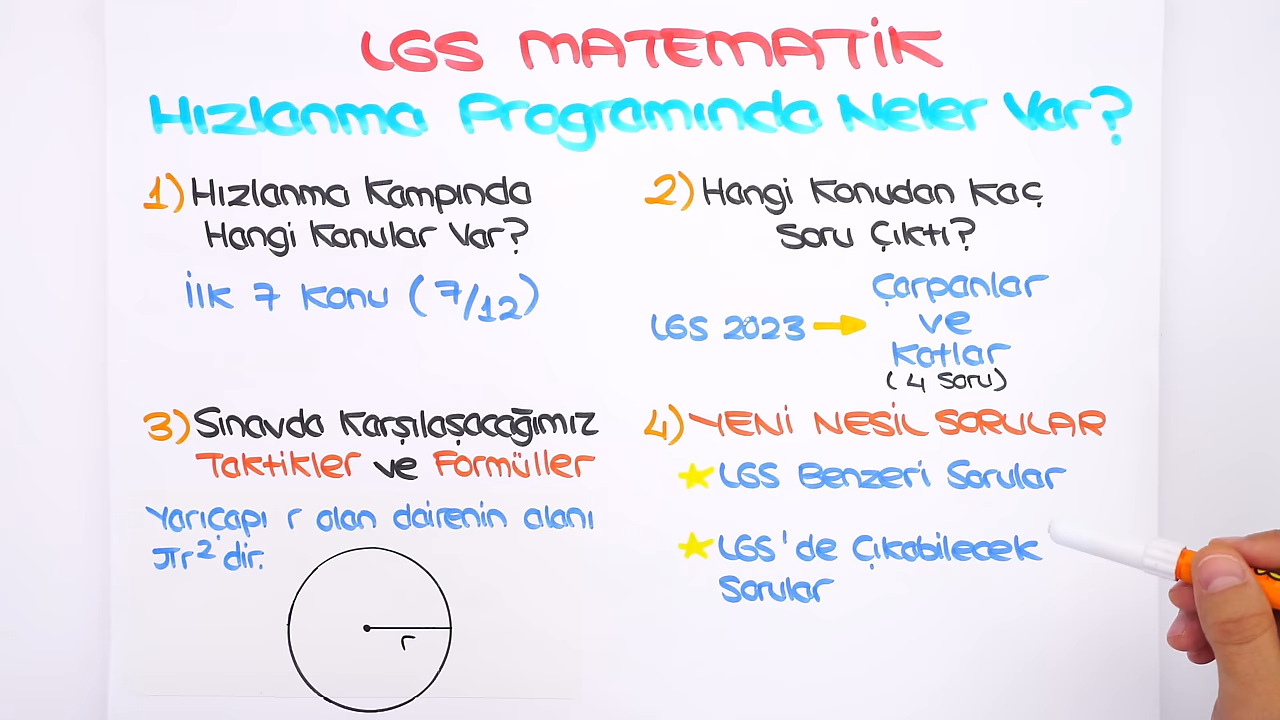 LGS MATEMATİK
Hızlanma Programında Neler Var?
1) Hızlanma Kampında
Hangi Konular Var?
İlk 7 Konu (7/12)
2) Hangi Konudan Kaç
Soru Çıktı?
LGS 2023
Çarpanlar
ve
Katlar
(4 Soru)
3) Sınavda Karşılaşacağımız
Taktikler ve Formüller
Yarıçapı r olan dairenin alanı
πr²'dir.
r
4) YENİ NESİL SORULAR
LGS Benzeri Sorular
LGS'de Çıkabilecek
Sorular